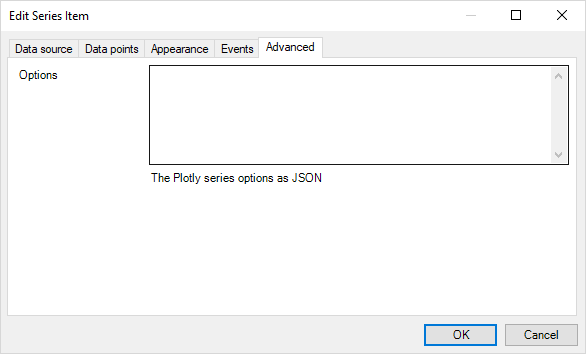 Edit Series Item
Data source Data points Appearance Events Advanced
Options
The Plotly series options as JSON
OK Cancel